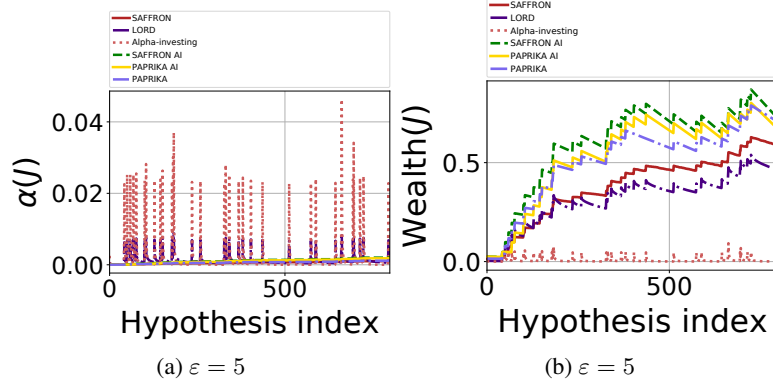 SAFFRON
LORD
Alpha-investing
SAFFRON AI
PAPRIKA AI
PAPRIKA
α(J)
0.04
0.02
0.00
0
500
Hypothesis index
(a) ε = 5
SAFFRON
LORD
Alpha-investing
SAFFRON AI
PAPRIKA AI
PAPRIKA
Wealth(J)
0.5
0.0
0
500
Hypothesis index
(b) ε = 5